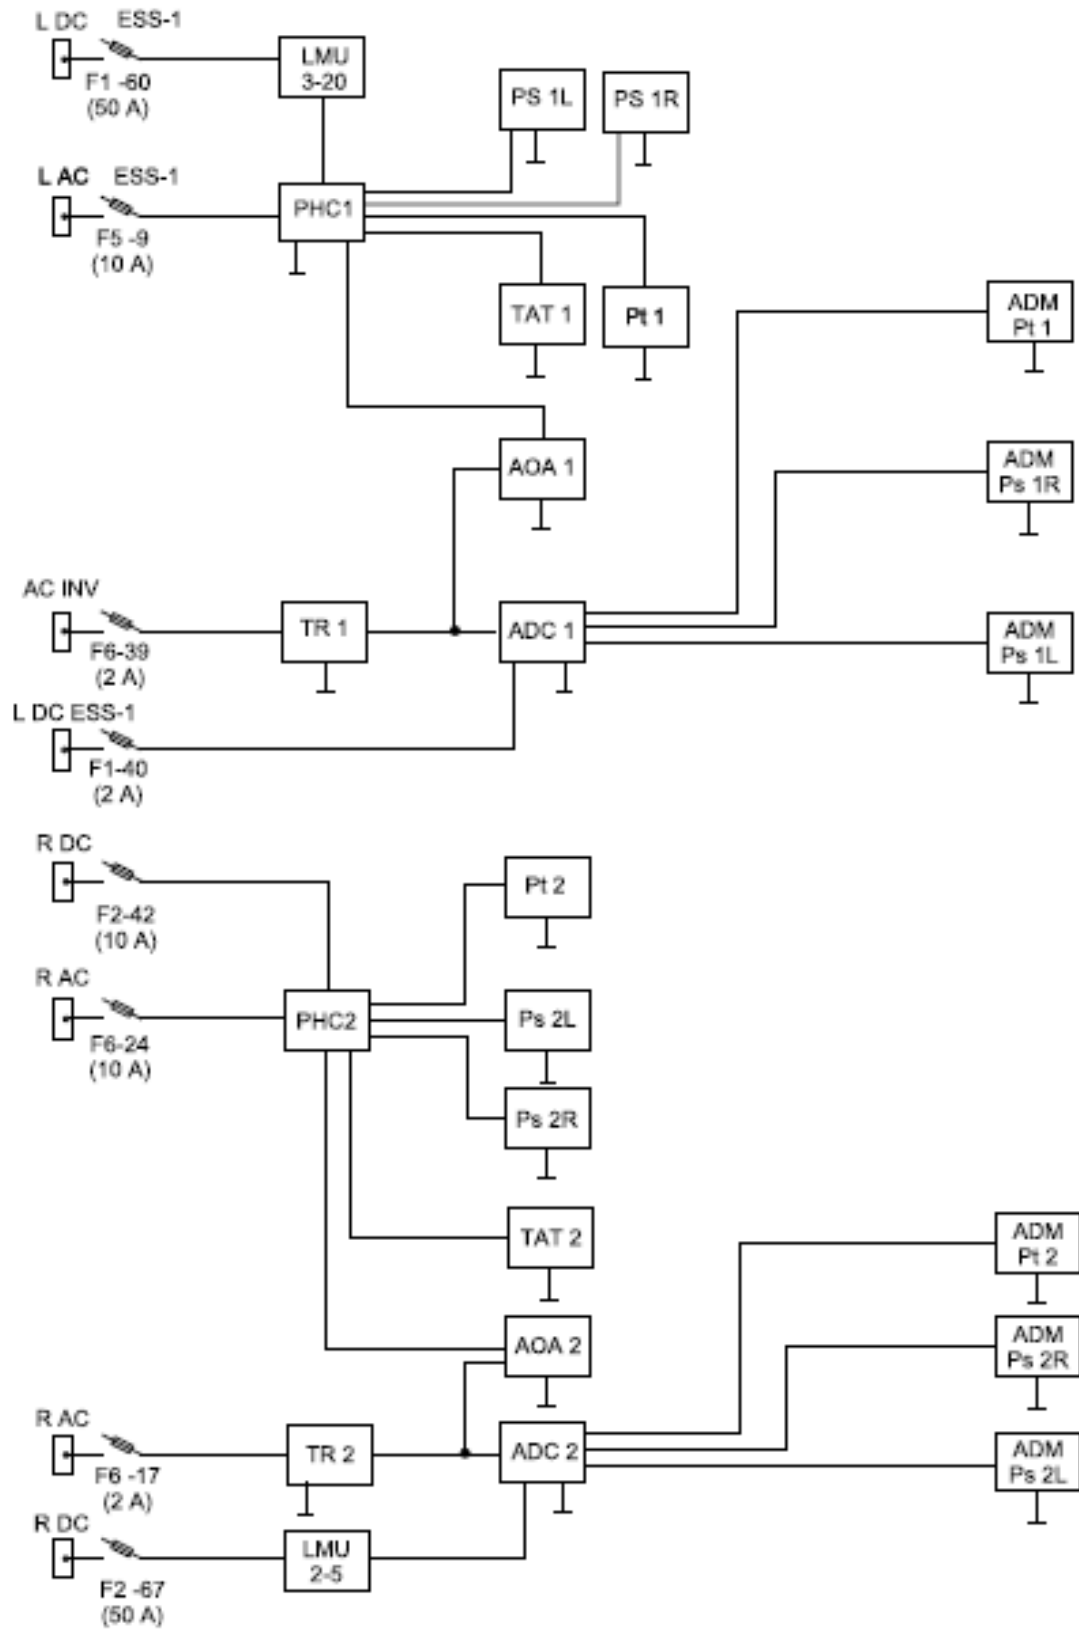 L DC ESS-1
F1 -60
(50 A)
LMU
3-20
PS 1L
PS 1R
L AC ESS-1
F5 -9
(10 A)
PHC1
TAT 1
Pt 1
ADM
Pt 1
AOA 1
ADM
Ps 1R
AC INV
F6-39
(2 A)
TR 1
ADC 1
ADM
Ps 1L
L DC ESS-1
F1-40
(2 A)
R DC
F2-42
(10 A)
Pt 2
R AC
F6-24
(10 A)
PHC2
Ps 2L
Ps 2R
TAT 2
ADM
Pt 2
AOA 2
ADM
Ps 2R
R AC
F6 -17
(2 A)
TR 2
ADC 2
ADM
Ps 2L
R DC
F2 -67
(50 A)
LMU
2-5